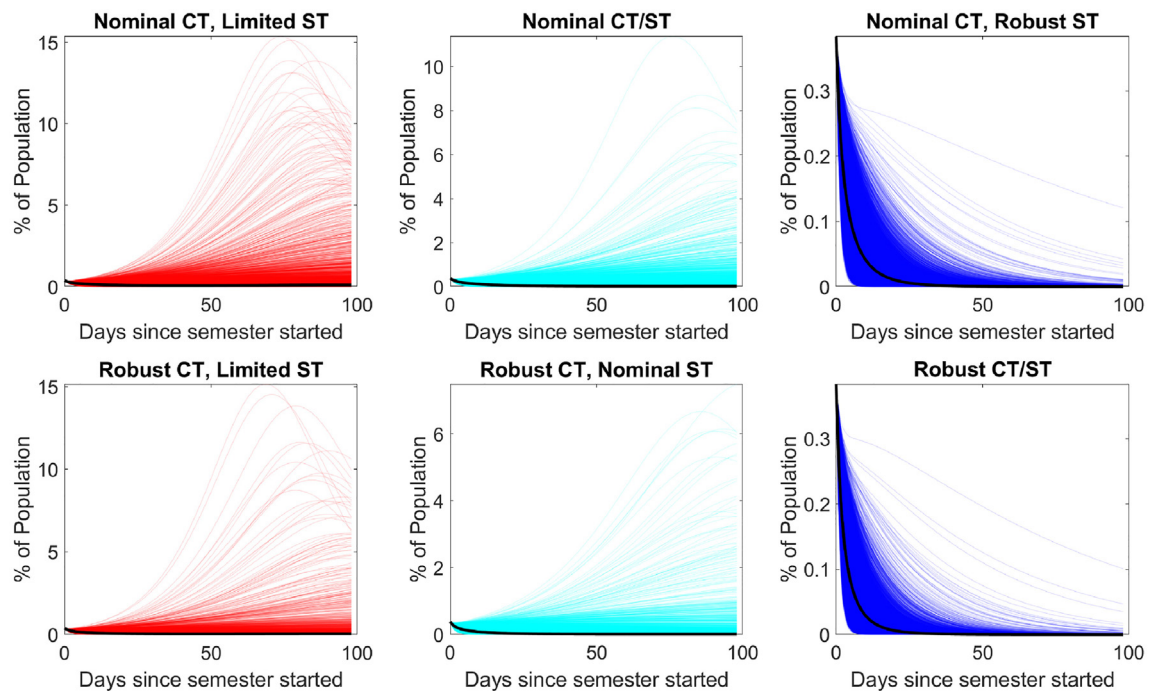 Nominal CT, Limited ST
15
10
5
0
% of Population
0 50 100
Days since semester started
Nominal CT/ST
10
8
6
4
2
0
% of Population
0 50 100
Days since semester started
Nominal CT, Robust ST
0.3
0.2
0.1
0
% of Population
0 50 100
Days since semester started
Robust CT, Limited ST
15
10
5
0
% of Population
0 50 100
Days since semester started
Robust CT, Nominal ST
6
4
2
0
% of Population
0 50 100
Days since semester started
Robust CT/ST
0.3
0.2
0.1
0
% of Population
0 50 100
Days since semester started